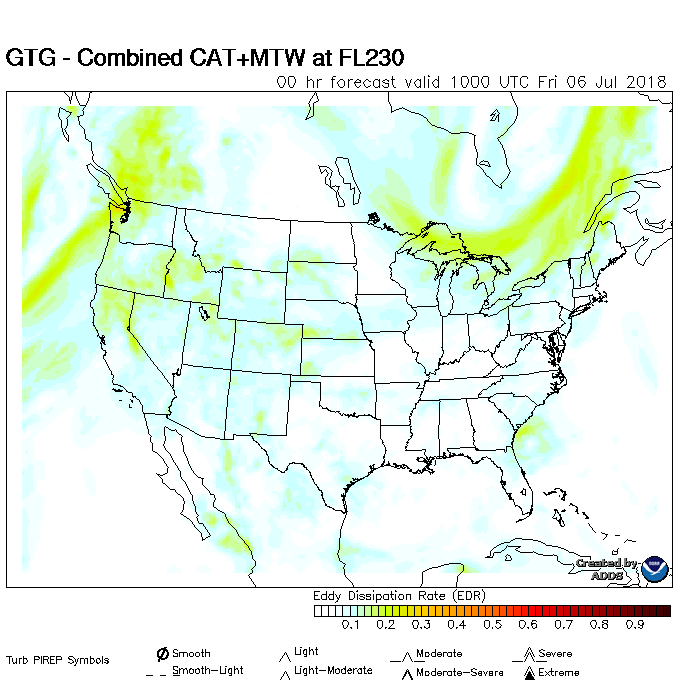 GTG - Combined CAT+MTW at FL230
00 hr forecast valid 1000 UTC Fri 06 Jul 2018
Created by
ADDS
Eddy Dissipation Rate (EDR)
0.1 0.2 0.3 0.4 0.5 0.6 0.7 0.8 0.9
Turb PIREP Symbols
Smooth Light Moderate Severe
Smooth-Light Light-Moderate Moderate-Severe Extreme